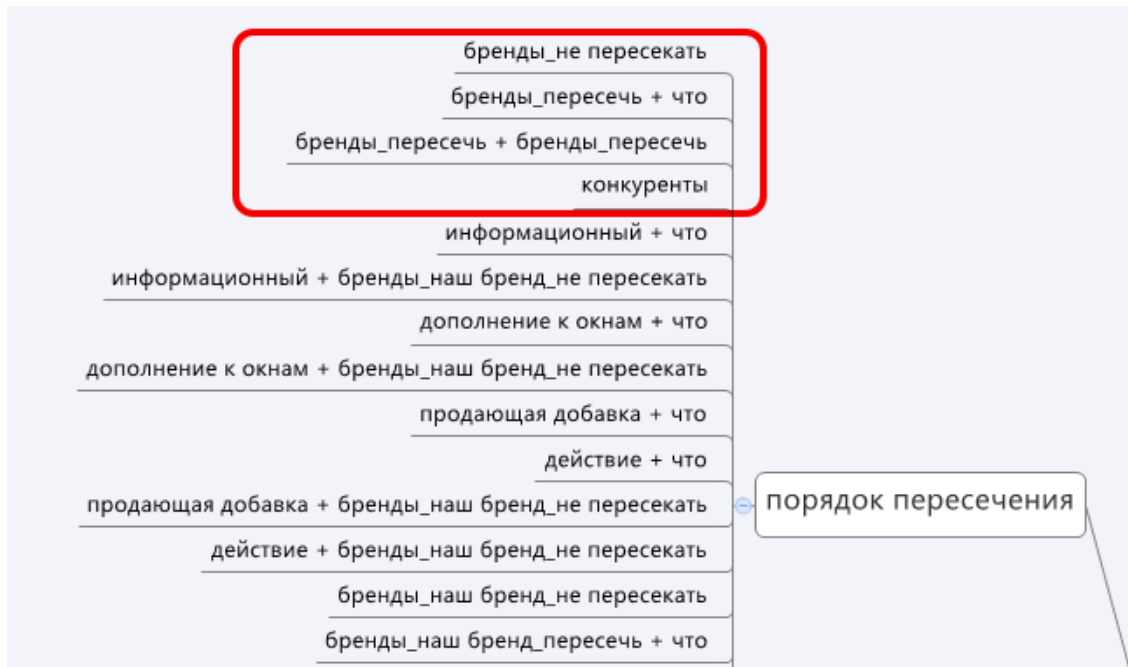 бренды_не пересекать
бренды_пересечь + что
бренды_пересечь + бренды_пересечь
конкуренты
информационный + что
информационный + бренды_наш бренд_не пересекать
дополнение к окнам + что
дополнение к окнам + бренды_наш бренд_не пересекать
продающая добавка + что
действие + что
продающая добавка + бренды_наш бренд_не пересекать
действие + бренды_наш бренд_не пересекать
бренды_наш бренд_не пересекать
бренды_наш бренд_пересечь + что
порядок пересечения